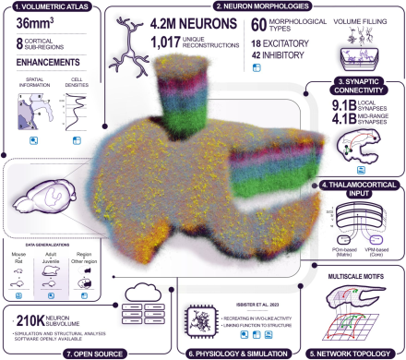 1. VOLUMETRIC ATLAS
36mm³
8 CORTICAL
SUB-REGIONS
ENHANCEMENTS
SPATIAL
INFORMATION
CELL
DENSITIES
2. NEURON MORPHOLOGIES
4.2M NEURONS
1,017 UNIQUE
RECONSTRUCTIONS
60 MORPHOLOGICAL
TYPES
18 EXCITATORY
42 INHIBITORY
VOLUME FILLING
3. SYNAPTIC
CONNECTIVITY
9.1B LOCAL
SYNAPSES
4.1B MID-RANGE
SYNAPSES
4. THALAMOCORTICAL
INPUT
POm-based
(Matrix)
VPM-based
(Core)
DATA GENERALIZATIONS
Mouse
Rat
Adult
Juvenile
Region
Other region
MULTISCALE MOTIFS
210K NEURON
SUBVOLUME
•SIMULATION AND STRUCTURAL ANALYSIS
SOFTWARE OPENLY AVAILABLE
ISBISTER ET AL. 2023
• RECREATING IN VIVO-LIKE ACTIVITY
• LINKING FUNCTION TO STRUCTURE
7. OPEN SOURCE
6. PHYSIOLOGY & SIMULATION
5. NETWORK TOPOLOGY